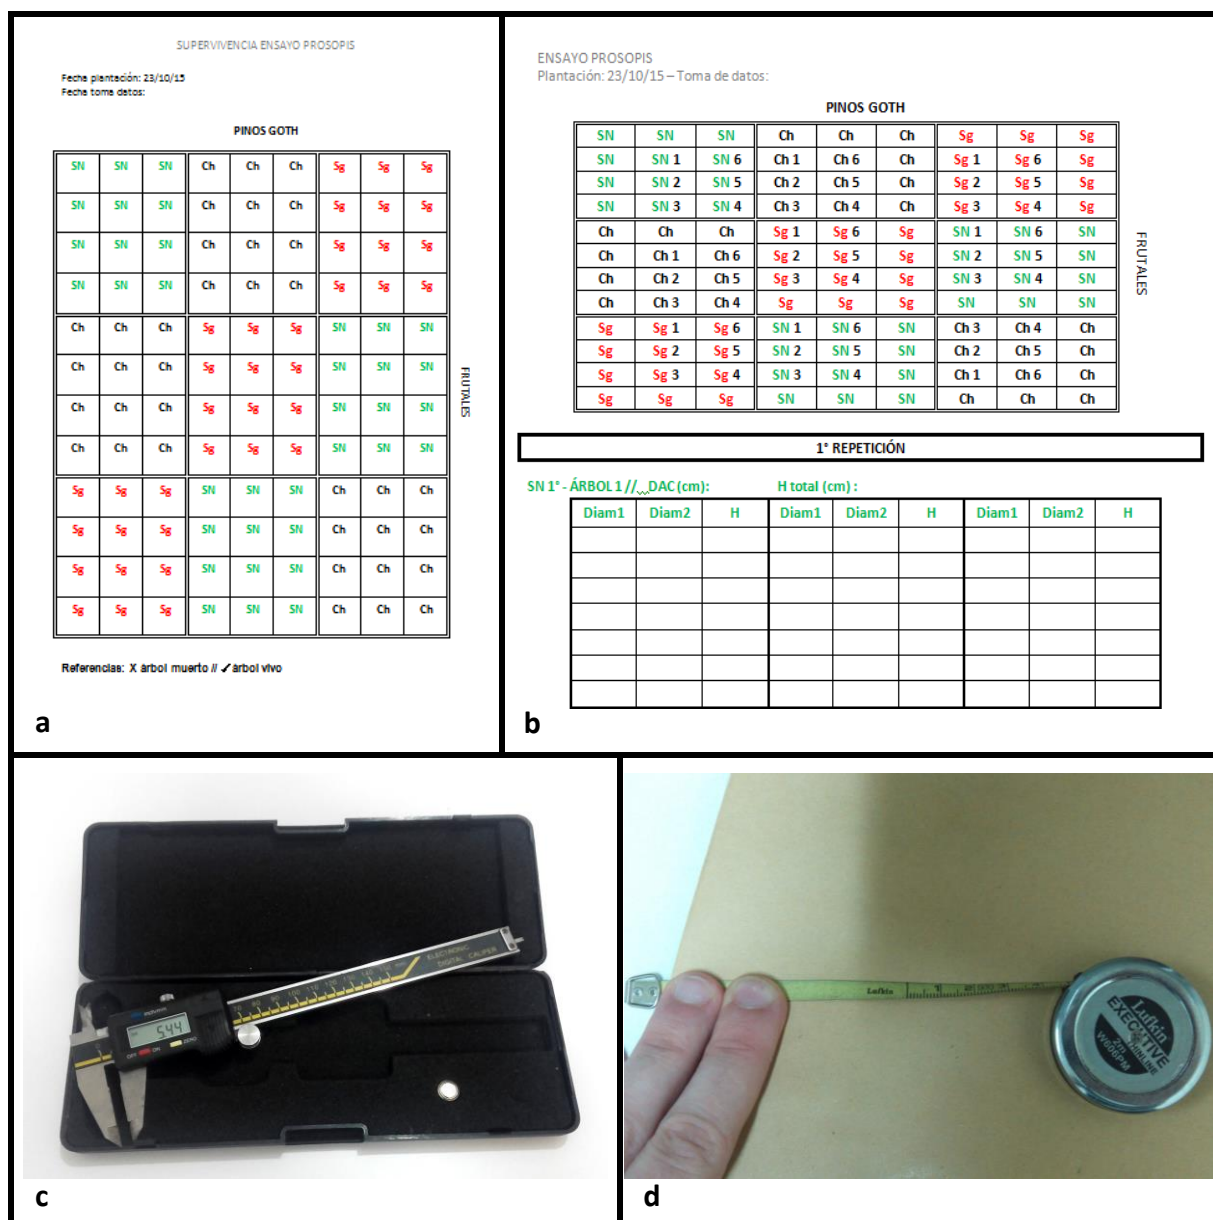 SUPERVIVENCIA ENSAYO PROSOPIS
Fecha plantación: 23/10/15
Fecha toma datos:
PINOS GOTH
SN SN SN Ch Ch Ch Sg Sg Sg
SN SN SN Ch Ch Ch Sg Sg Sg
SN SN SN Ch Ch Ch Sg Sg Sg
SN SN SN Ch Ch Ch Sg Sg Sg
Ch Ch Ch Sg Sg Sg SN SN SN
Ch Ch Ch Sg Sg Sg SN SN SN
Ch Ch Ch Sg Sg Sg SN SN SN
Ch Ch Ch Sg Sg Sg SN SN SN
Sg Sg Sg SN SN SN Ch Ch Ch
Sg Sg Sg SN SN SN Ch Ch Ch
Sg Sg Sg SN SN SN Ch Ch Ch
Sg Sg Sg SN SN SN Ch Ch Ch
FRUTALES
Referencias: X árbol muerto // ✓ árbol vivo
a
ENSAYO PROSOPIS
Plantación: 23/10/15 – Toma de datos:
PINOS GOTH
SN SN SN Ch Ch Ch Sg Sg Sg
SN SN 1 SN 6 Ch 1 Ch 6 Ch Sg 1 Sg 6 Sg
SN SN 2 SN 5 Ch 2 Ch 5 Ch Sg 2 Sg 5 Sg
SN SN 3 SN 4 Ch 3 Ch 4 Ch Sg 3 Sg 4 Sg
Ch Ch Ch Sg 1 Sg 6 Sg SN 1 SN 6 SN
Ch Ch 1 Ch 6 Sg 2 Sg 5 Sg SN 2 SN 5 SN
Ch Ch 2 Ch 5 Sg 3 Sg 4 Sg SN 3 SN 4 SN
Ch Ch 3 Ch 4 Sg Sg Sg SN SN SN
Sg Sg 1 Sg 6 SN 1 SN 6 SN Ch 3 Ch 4 Ch
Sg Sg 2 Sg 5 SN 2 SN 5 SN Ch 2 Ch 5 Ch
Sg Sg 3 Sg 4 SN 3 SN 4 SN Ch 1 Ch 6 Ch
Sg Sg Sg SN SN SN Ch Ch Ch
FRUTALES
1° REPETICIÓN
SN 1° - ÁRBOL 1 // DAC (cm): H total (cm) :
Diam1 Diam2 H Diam1 Diam2 H Diam1 Diam2 H
b
ELECTRONIC
DIGITAL CALIPER
70 80 90 100 110 120 130 140 150
5.44
OFF ON ZERO
c
Lufkin
1
Lufkin
EXECUTIVE
THINLINE
2m
W606PM
d